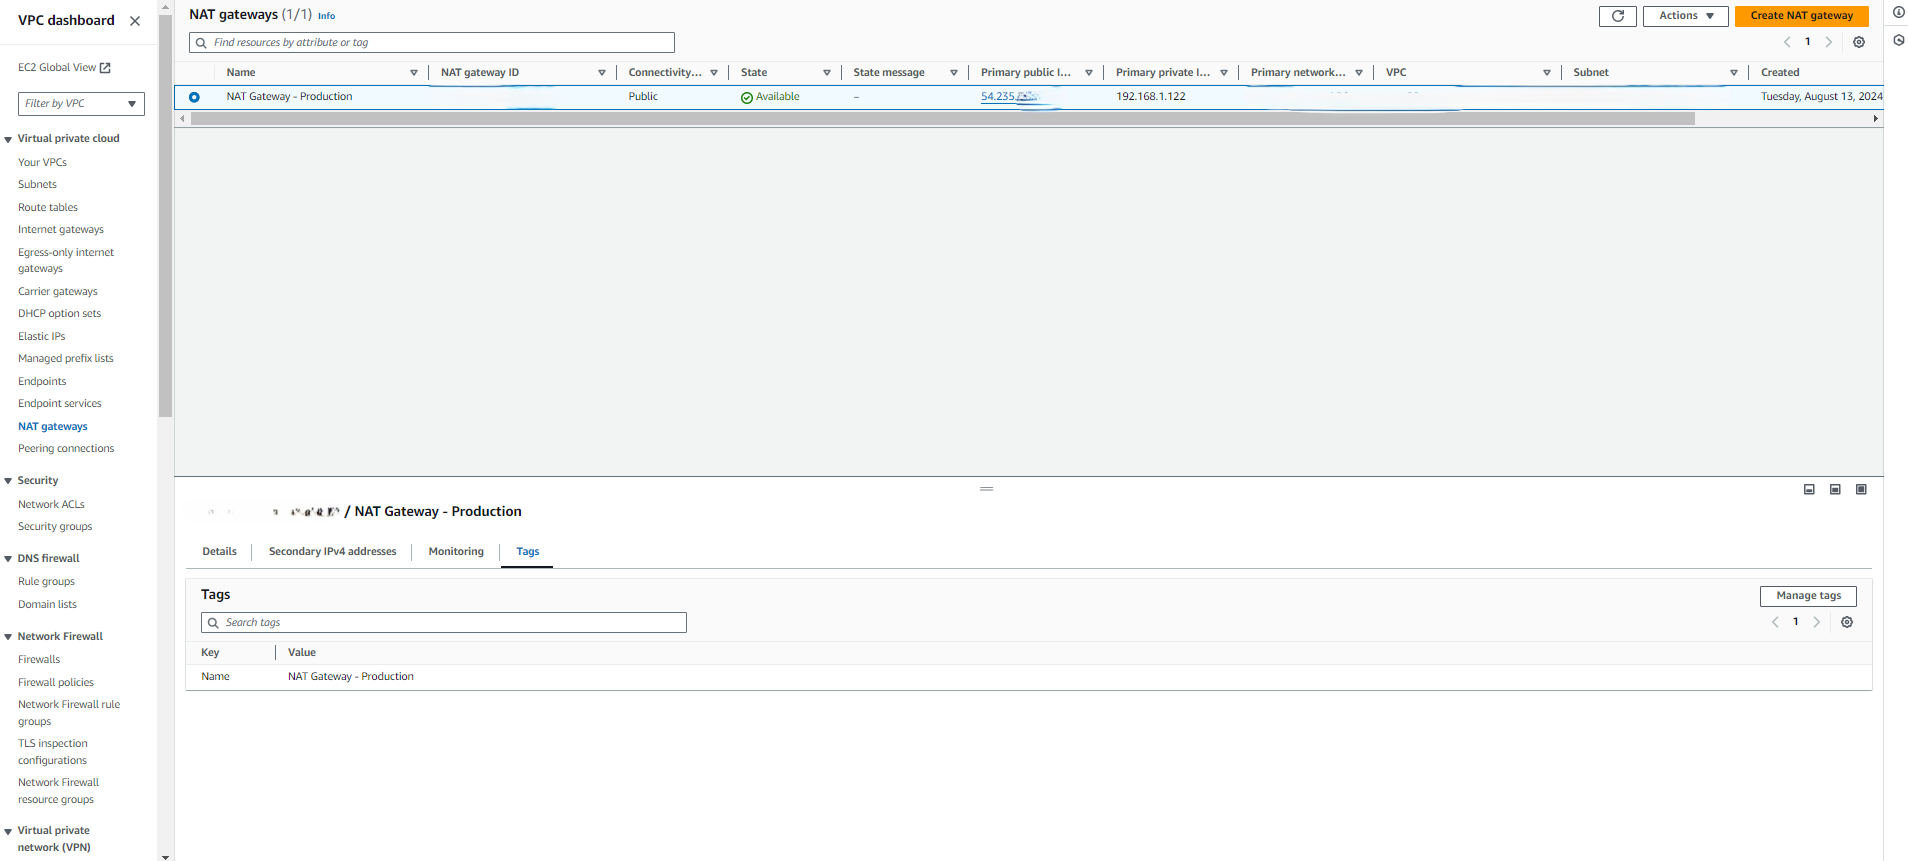 VPC dashboard
EC2 Global View
Filter by VPC
Virtual private cloud
Your VPCs
Subnets
Route tables
Internet gateways
Egress-only internet
gateways
Carrier gateways
DHCP option sets
Elastic IPs
Managed prefix lists
Endpoints
Endpoint services
NAT gateways
Peering connections
Security
Network ACLs
Security groups
DNS firewall
Rule groups
Domain lists
Network Firewall
Firewalls
Firewall policies
Network Firewall rule
groups
TLS inspection
configurations
Network Firewall
resource groups
Virtual private
network (VPN)
NAT gateways (1/1) Info
Actions
Create NAT gateway
Find resources by attribute or tag
1
Name NAT gateway ID Connectivity... State State message Primary public I... Primary private I... Primary network... VPC Subnet Created
NAT Gateway - Production Public Available – 54.235. 192.168.1.122 Tuesday, August 13, 2024
/ NAT Gateway - Production
Details Secondary IPv4 addresses Monitoring Tags
Tags
Manage tags
Search tags
1
Key Value
Name NAT Gateway - Production